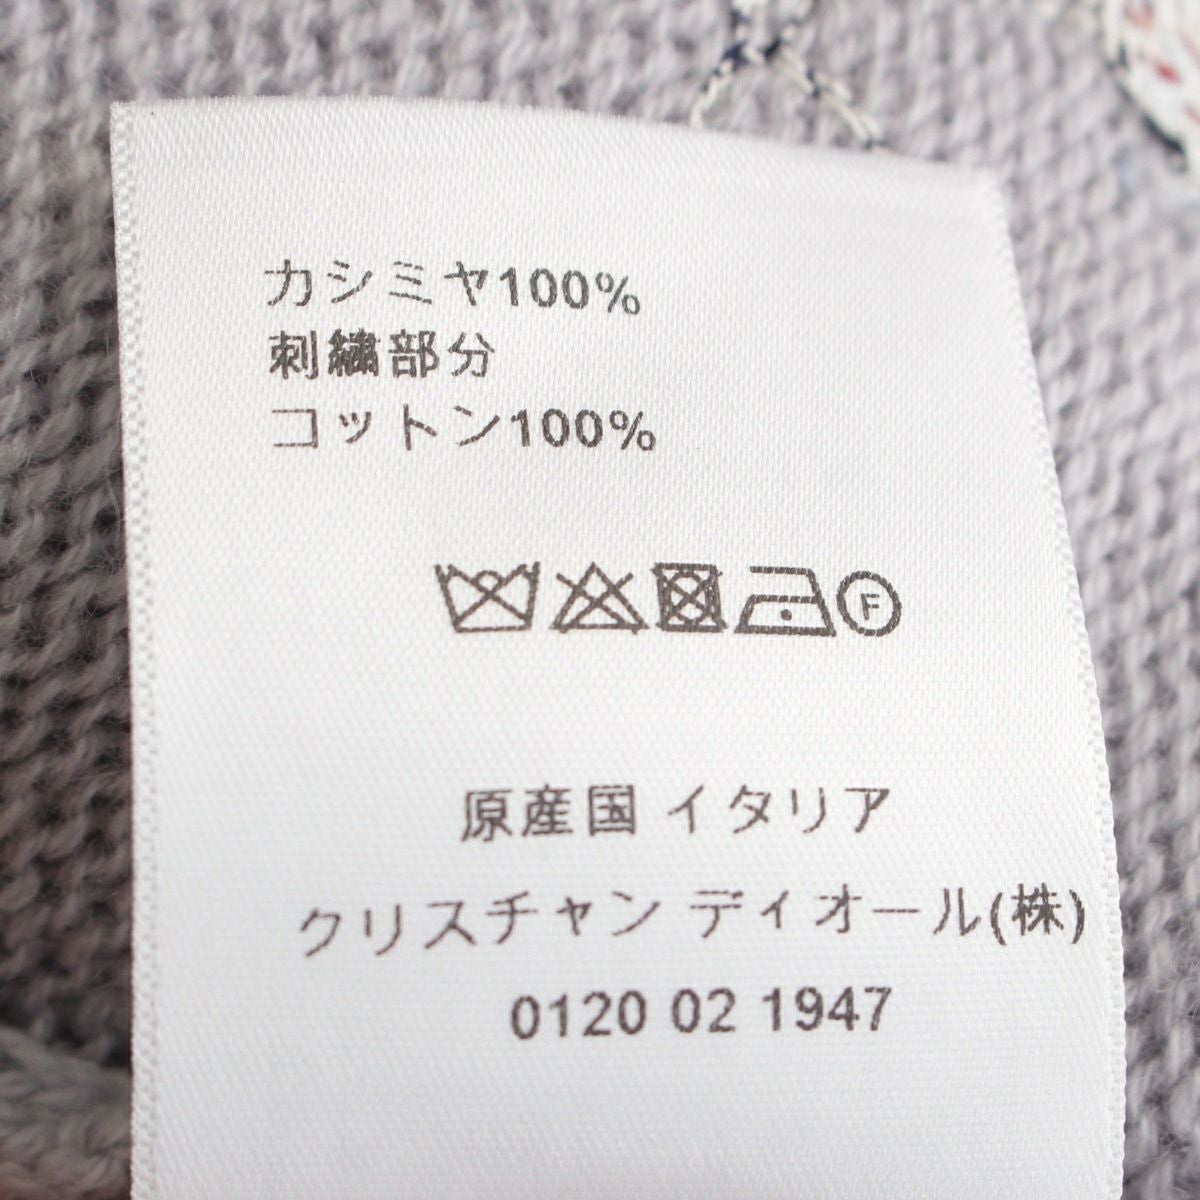 カシミヤ100%
刺繍部分
コットン100%
F
原産国 イタリア
クリスチャン ディオール(株)
0120 02 1947